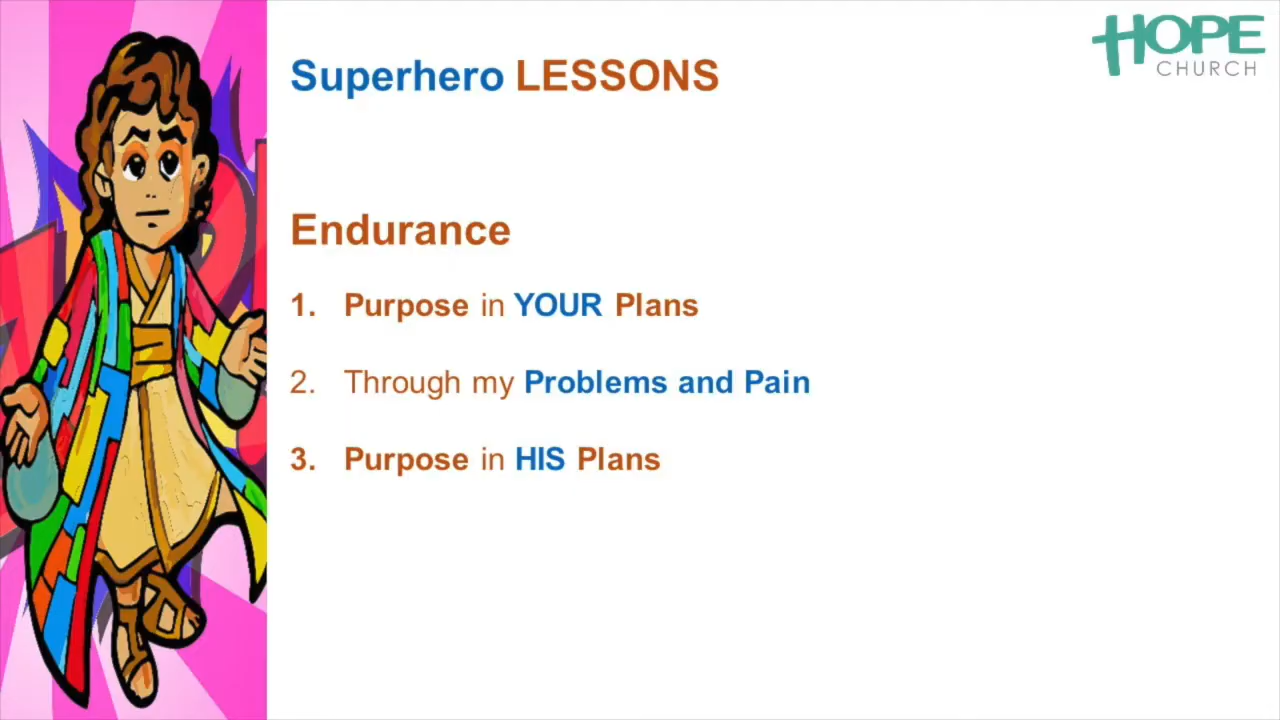 HOPE
CHURCH
Superhero LESSONS
Endurance
1. Purpose in YOUR Plans
2. Through my Problems and Pain
3. Purpose in HIS Plans